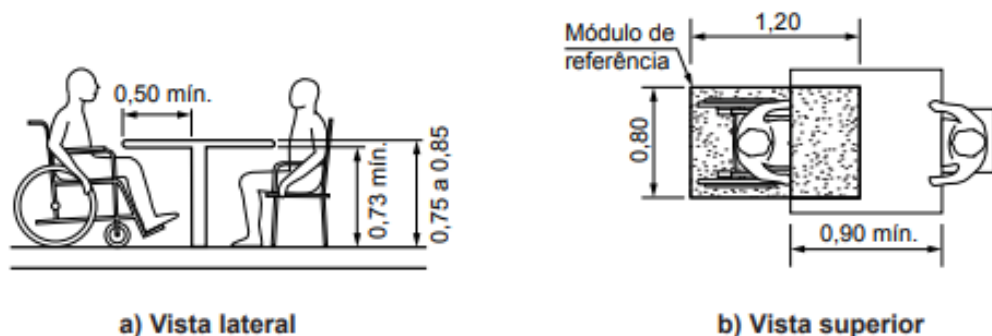 0,50 mín.
0,73 mín.
0,75 a 0,85
a) Vista lateral
Módulo de
referência
1,20
0,80
0,90 mín.
b) Vista superior